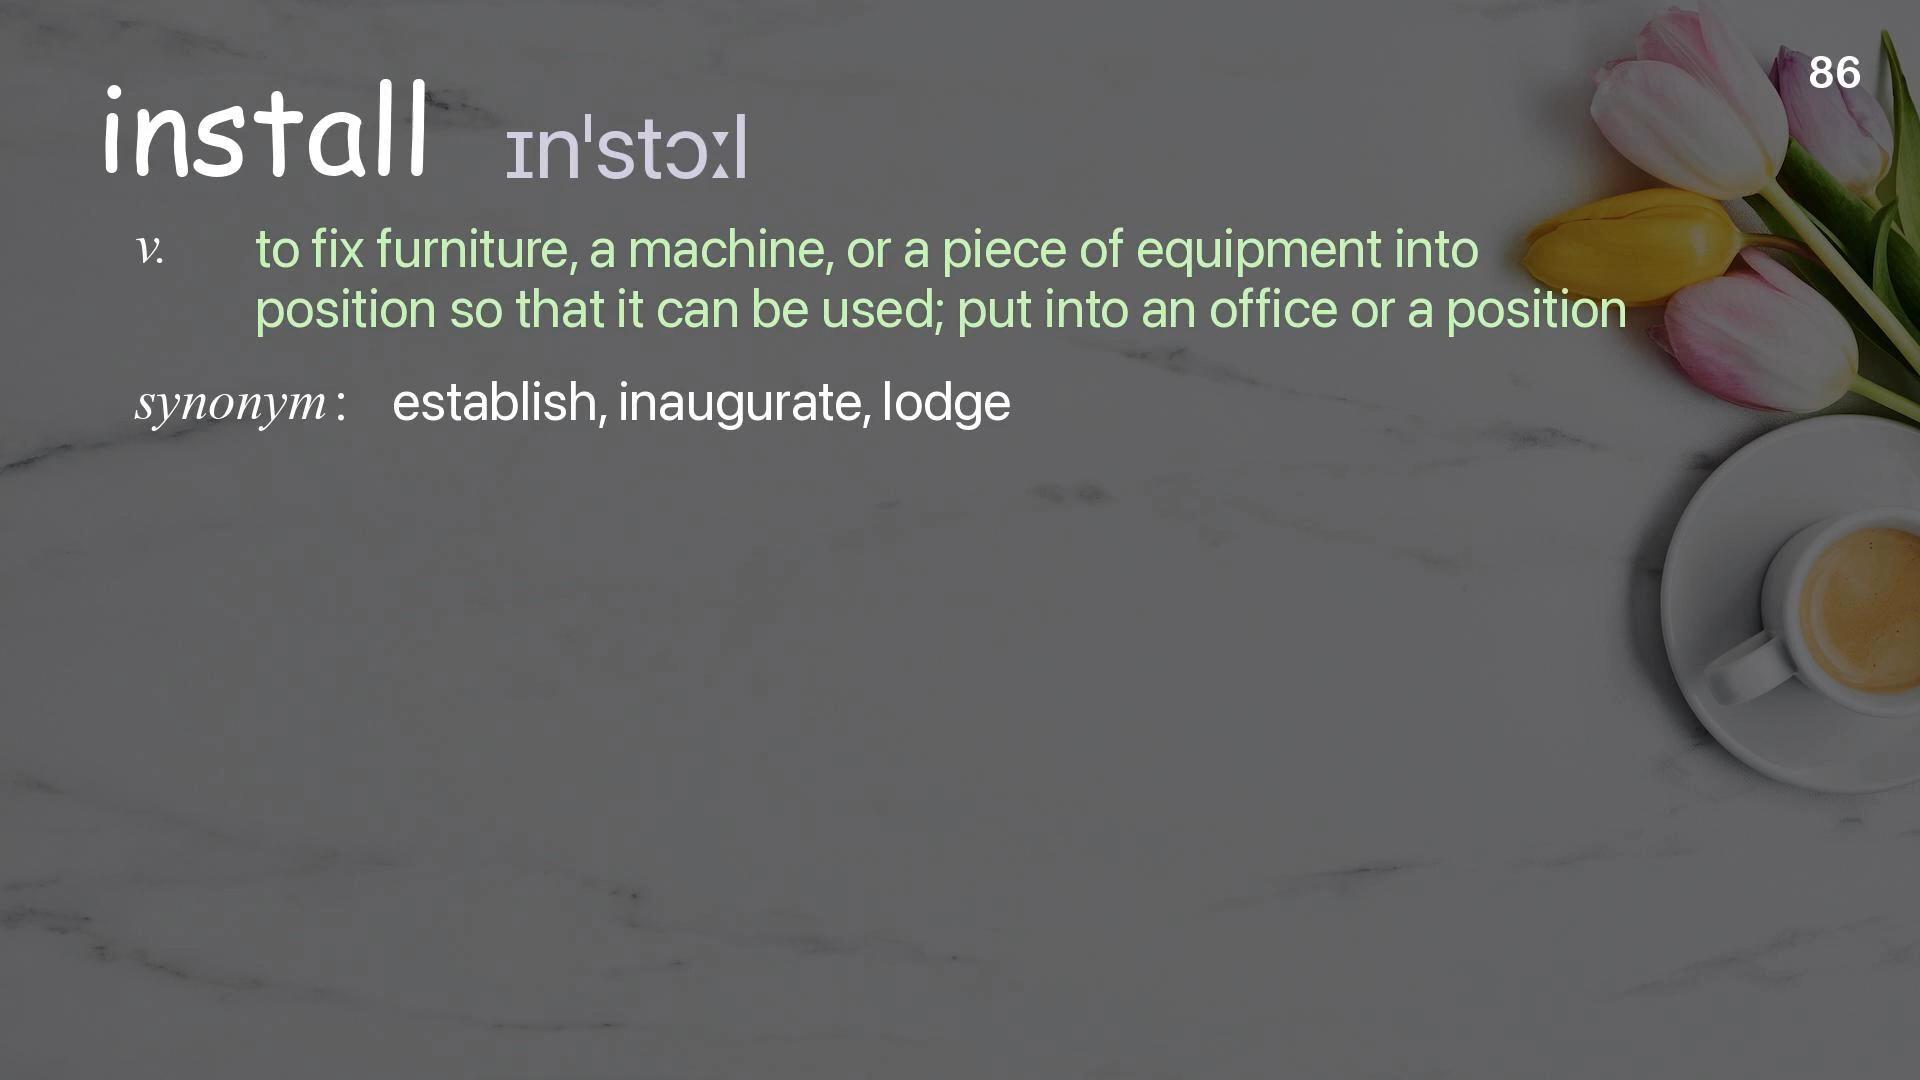 86
install ɪnˈstɔːl
v. to fix furniture, a machine, or a piece of equipment into
position so that it can be used; put into an office or a position
synonym : establish, inaugurate, lodge